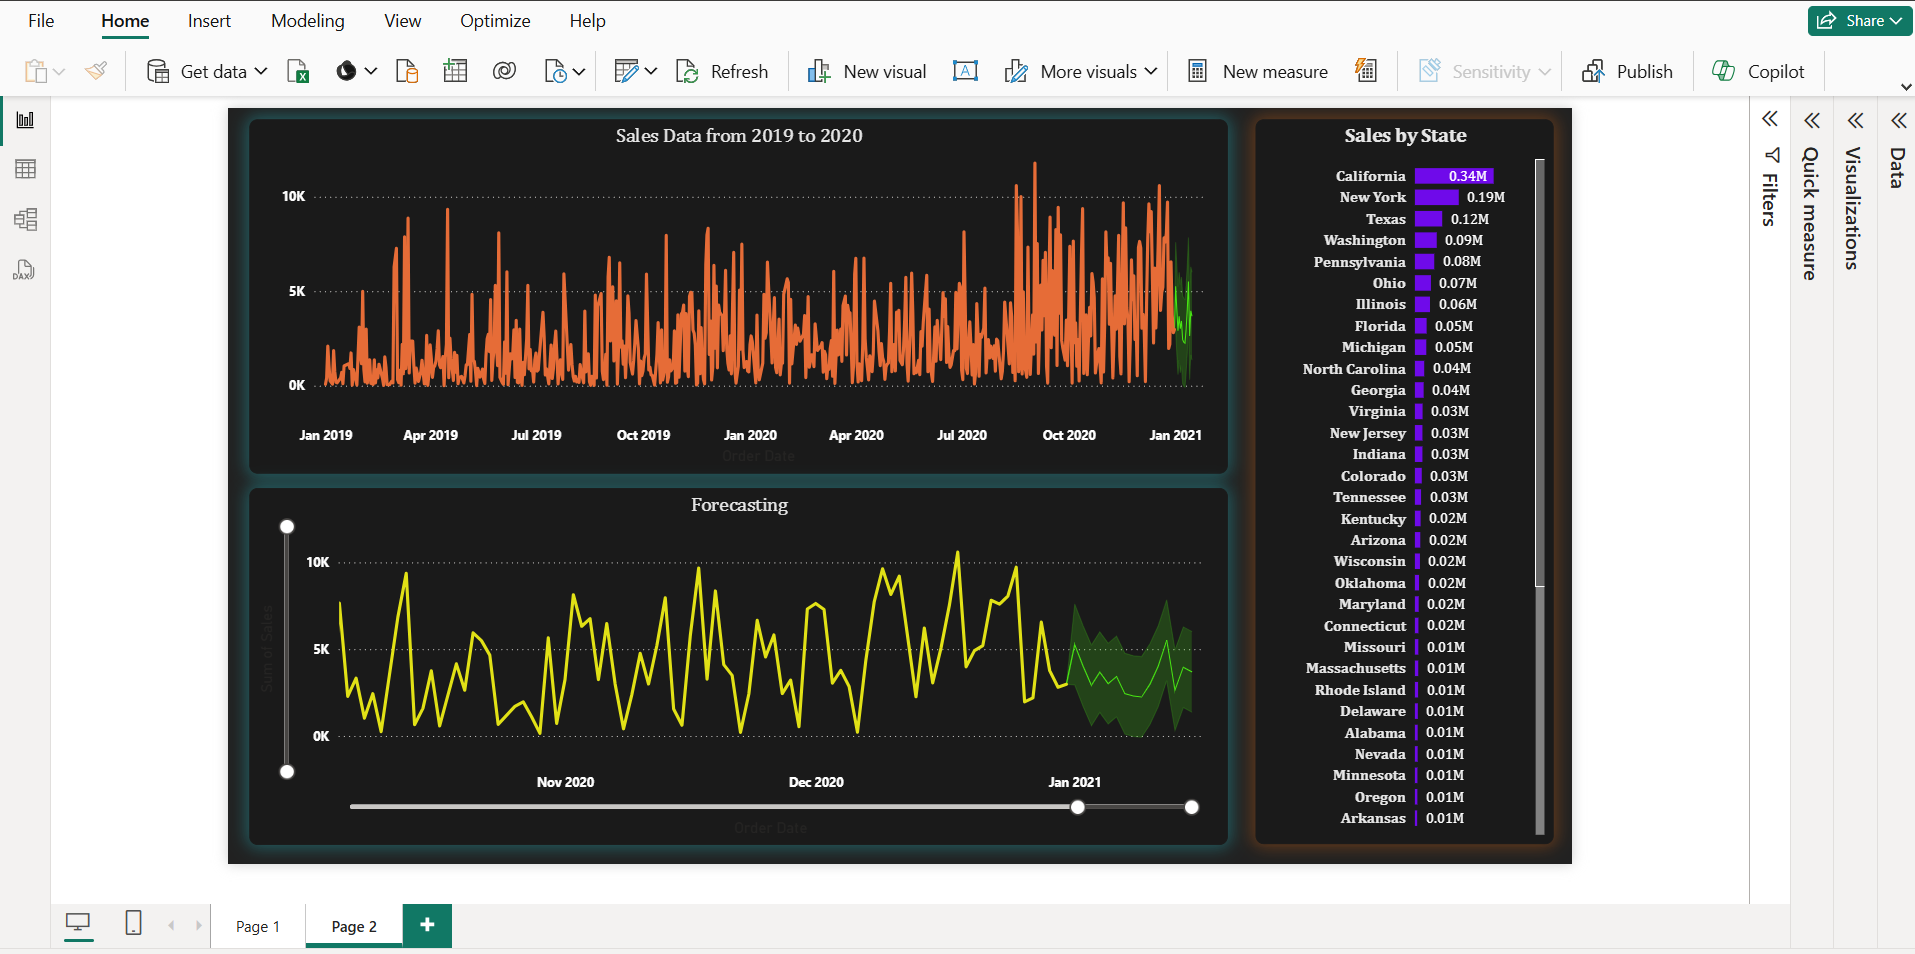 File Home Insert Modeling View Optimize Help Share
Get data Refresh New visual More visuals New measure Sensitivity Publish Copilot
Sales Data from 2019 to 2020
10K
5K
0K
Jan 2019 Apr 2019 Jul 2019 Oct 2019 Jan 2020 Apr 2020 Jul 2020 Oct 2020 Jan 2021
Order Date
Forecasting
Sum of Sales
10K
5K
0K
Nov 2020 Dec 2020 Jan 2021
Order Date
Sales by State
California 0.34M
New York 0.19M
Texas 0.12M
Washington 0.09M
Pennsylvania 0.08M
Ohio 0.07M
Illinois 0.06M
Florida 0.05M
Michigan 0.05M
North Carolina 0.04M
Georgia 0.04M
Virginia 0.03M
New Jersey 0.03M
Indiana 0.03M
Colorado 0.03M
Tennessee 0.03M
Kentucky 0.02M
Arizona 0.02M
Wisconsin 0.02M
Oklahoma 0.02M
Maryland 0.02M
Connecticut 0.02M
Missouri 0.01M
Massachusetts 0.01M
Rhode Island 0.01M
Delaware 0.01M
Alabama 0.01M
Nevada 0.01M
Minnesota 0.01M
Oregon 0.01M
Arkansas 0.01M
Filters
Quick measure
Visualizations
Data
DAX
Page 1 Page 2